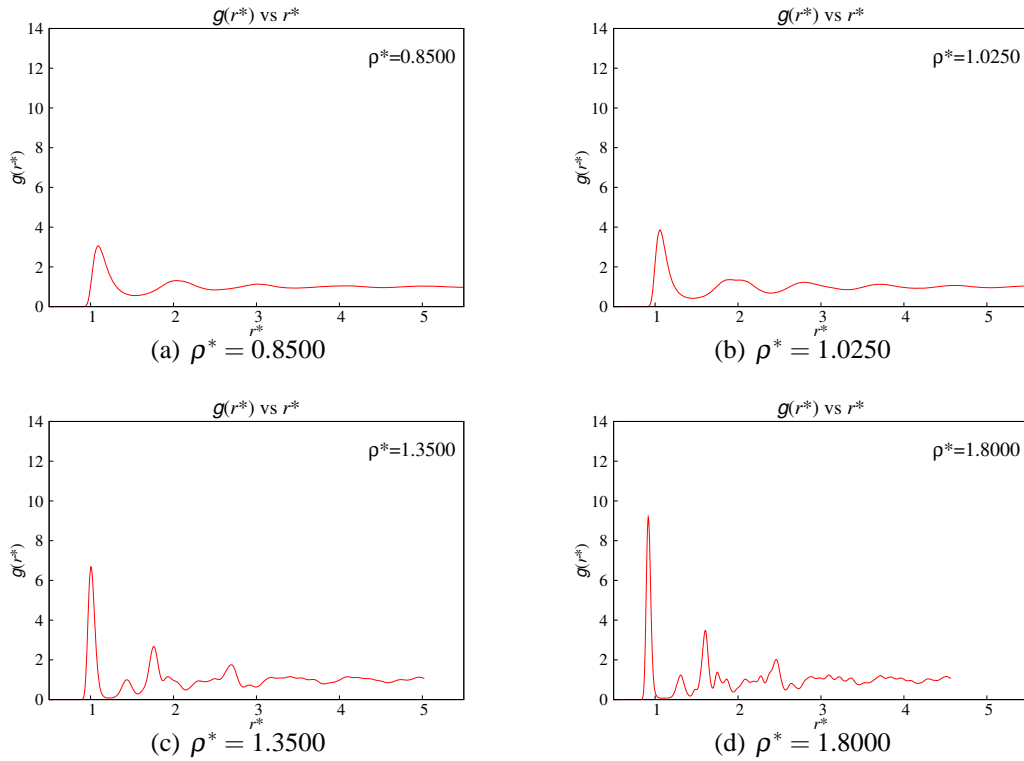 g(r*) vs r*
14
12
10
8
6
4
2
0
g(r*)
ρ*=0.8500
1 2 3 4 5
r*
(a) ρ* = 0.8500
g(r*) vs r*
14
12
10
8
6
4
2
0
g(r*)
ρ*=1.0250
1 2 3 4 5
r*
(b) ρ* = 1.0250
g(r*) vs r*
14
12
10
8
6
4
2
0
g(r*)
ρ*=1.3500
1 2 3 4 5
r*
(c) ρ* = 1.3500
g(r*) vs r*
14
12
10
8
6
4
2
0
g(r*)
ρ*=1.8000
1 2 3 4 5
r*
(d) ρ* = 1.8000